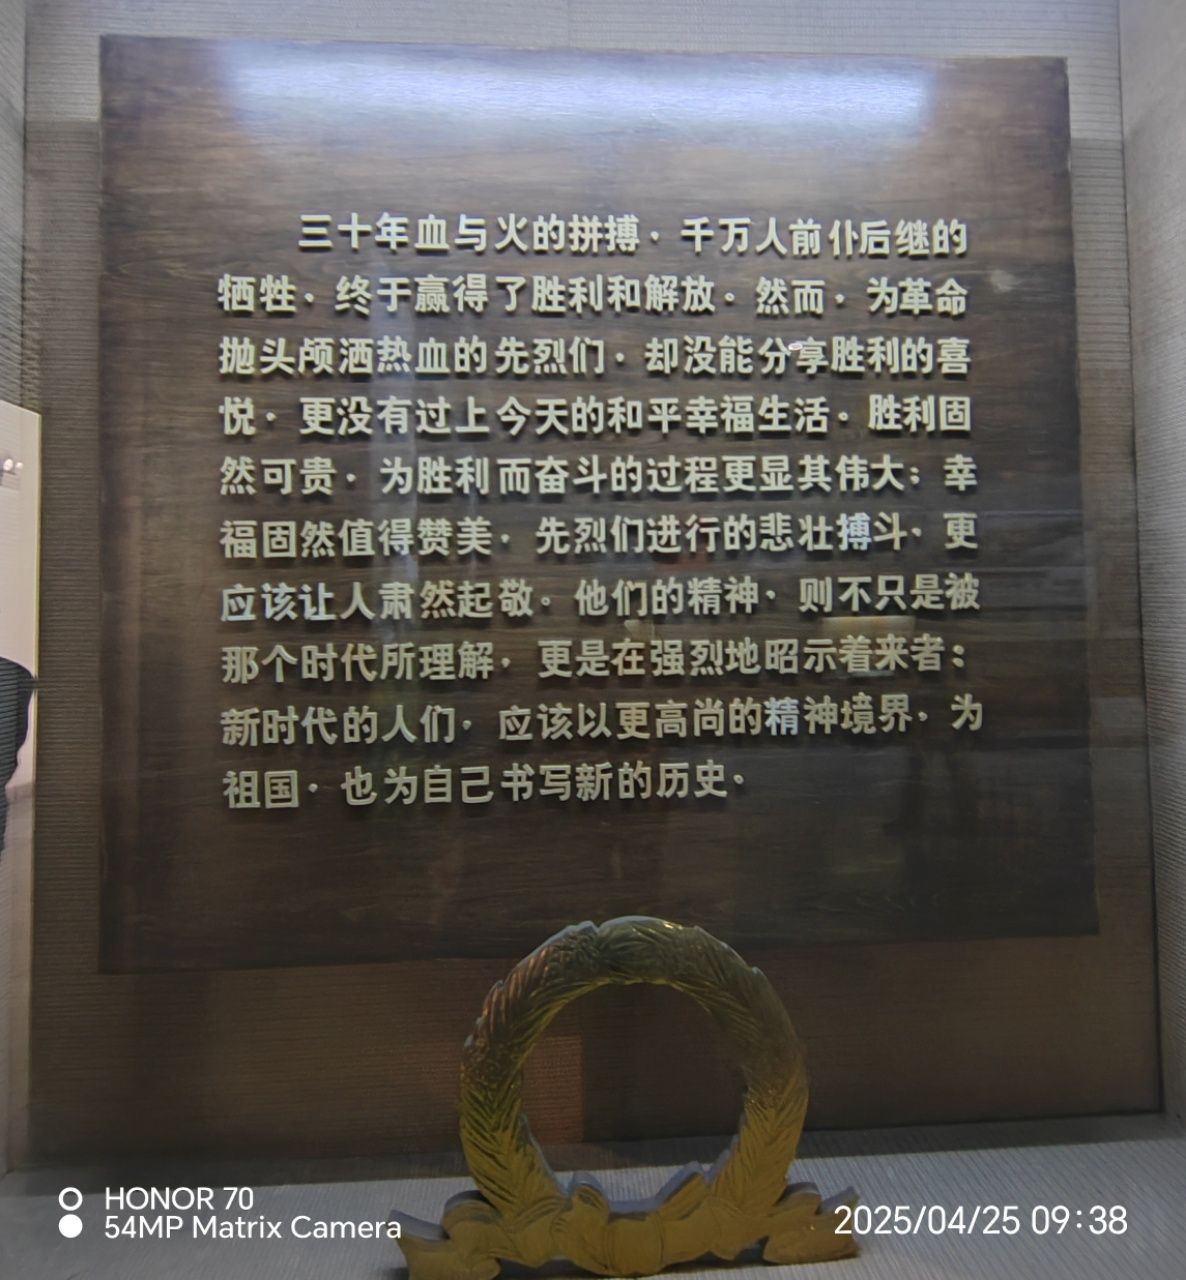 三十年血与火的拼搏，千万人前仆后继的
牺牲，终于赢得了胜利和解放。然而，为革命
抛头颅洒热血的先烈们，却没能分享胜利的喜
悦，更没有过上今天的和平幸福生活。胜利固
然可贵，为胜利而奋斗的过程更显其伟大；幸
福固然值得赞美，先烈们进行的悲壮搏斗，更
应该让人肃然起敬。他们的精神，则不只是被
那个时代所理解，更是在强烈地昭示着来者：
新时代的人们，应该以更高尚的精神境界，为
祖国，也为自己书写新的历史、
HONOR 70
54MP Matrix Camera
2025/04/25 09:38